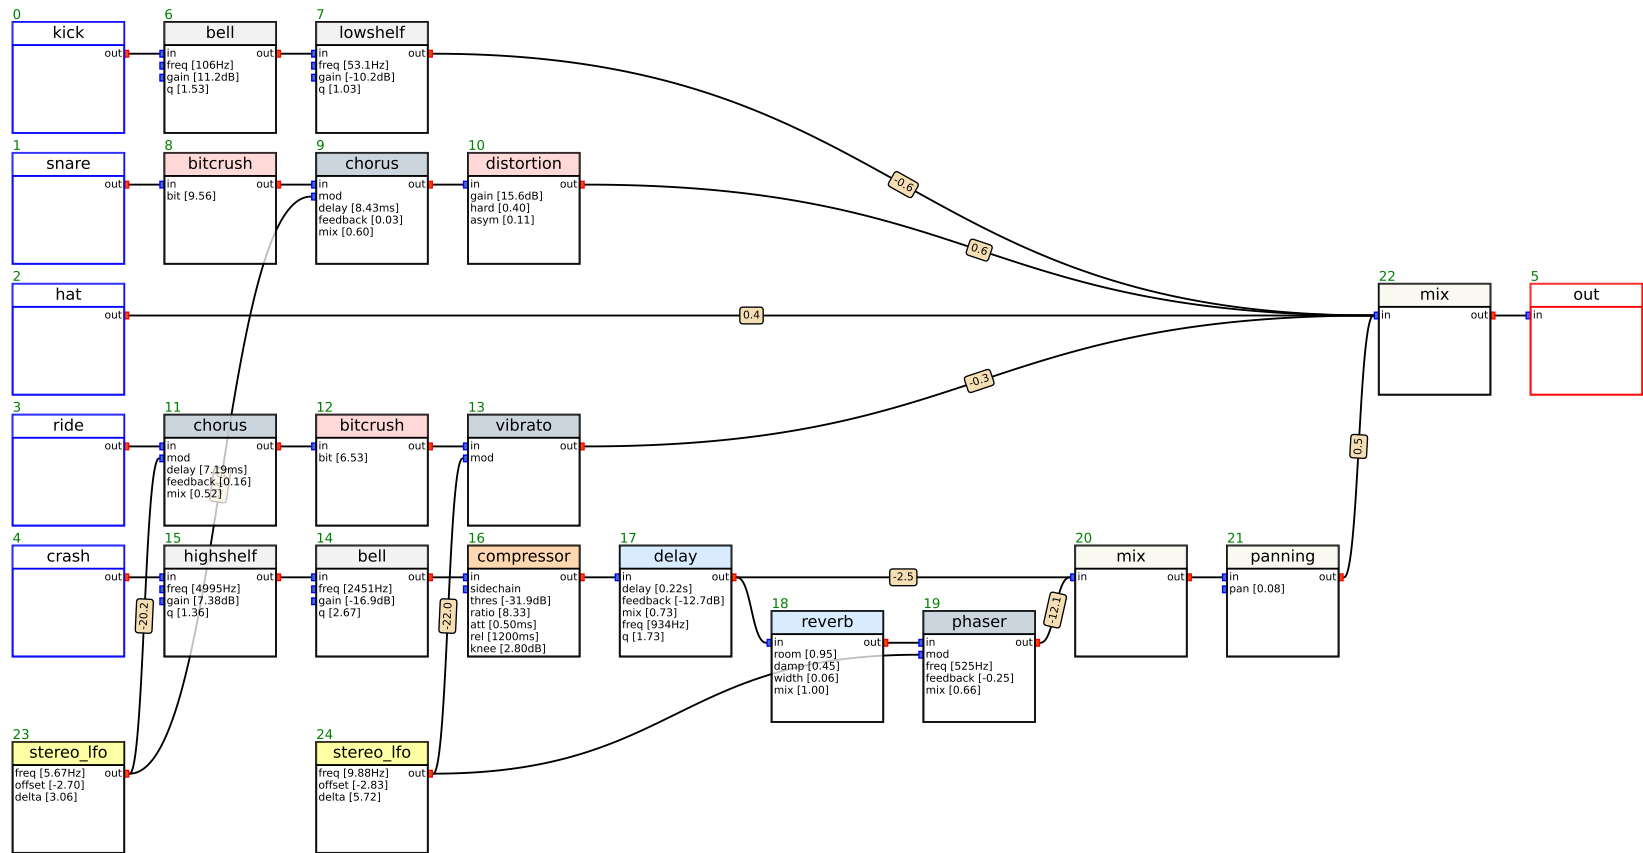 0
kick
out
6
bell
in out
freq [106Hz]
gain [11.2dB]
q [1.53]
7
lowshelf
in out
freq [53.1Hz]
gain [-10.2dB]
q [1.03]
-0.6
1
snare
out
8
bitcrush
in out
bit [9.56]
9
chorus
in out
mod
delay [8.43ms]
feedback [0.03]
mix [0.60]
10
distortion
in out
gain [15.6dB]
hard [0.40]
asym [0.11]
0.6
2
hat
out
0.4
22
mix
in out
5
out
in
3
ride
out
11
chorus
in out
mod
delay [7.19ms]
feedback [0.16]
mix [0.52]
12
bitcrush
in out
bit [6.53]
13
vibrato
in out
mod
-0.3
0.5
4
crash
out
15
highshelf
in out
freq [4995Hz]
gain [7.38dB]
q [1.36]
14
bell
in out
freq [2451Hz]
gain [-16.9dB]
q [2.67]
16
compressor
in out
sidechain
thres [-31.9dB]
ratio [8.33]
att [0.50ms]
rel [1200ms]
knee [2.80dB]
17
delay
in out
delay [0.22s]
feedback [-12.7dB]
mix [0.73]
freq [934Hz]
q [1.73]
-2.5
20
mix
in out
21
panning
in out
pan [0.08]
-20.2
-22.0
18
reverb
in out
room [0.95]
damp [0.45]
width [0.06]
mix [1.00]
19
phaser
in out
mod
freq [525Hz]
feedback [-0.25]
mix [0.66]
-12.1
23
stereo_lfo
freq [5.67Hz] out
offset [-2.70]
delta [3.06]
24
stereo_lfo
freq [9.88Hz] out
offset [-2.83]
delta [5.72]